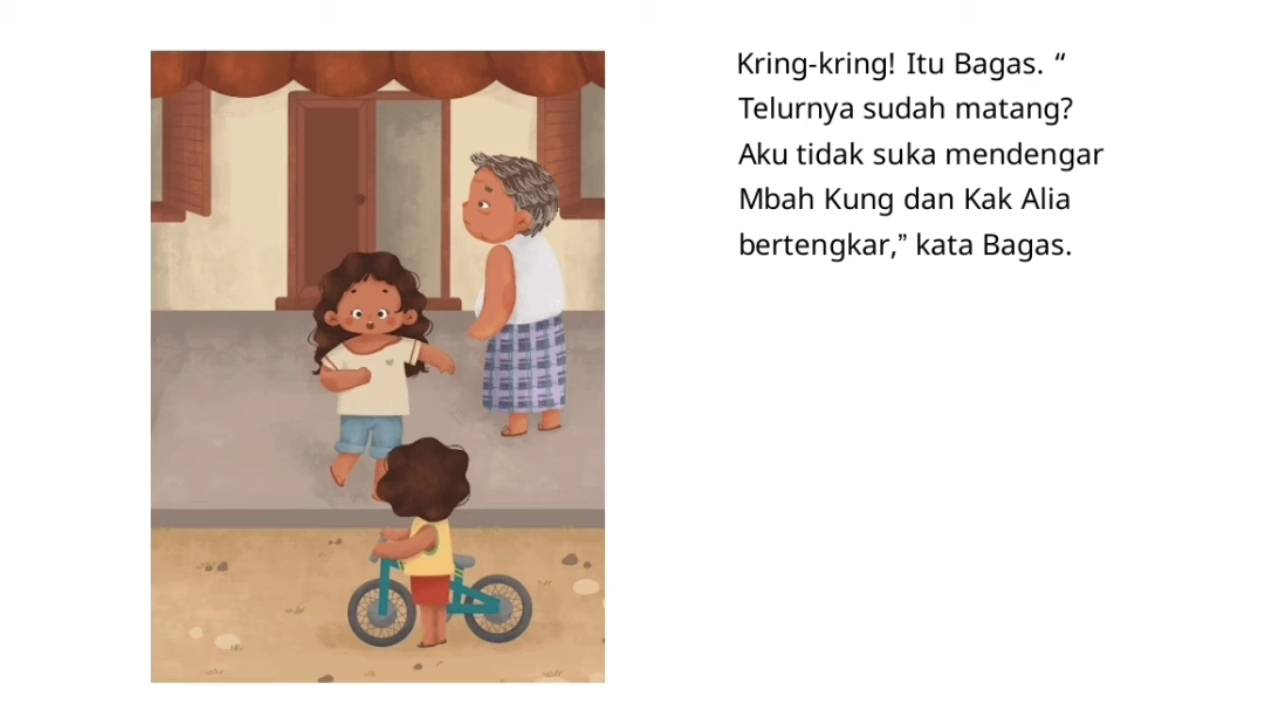 Kring-kring! Itu Bagas. “
Telurnya sudah matang?
Aku tidak suka mendengar
Mbah Kung dan Kak Alia
bertengkar,” kata Bagas.